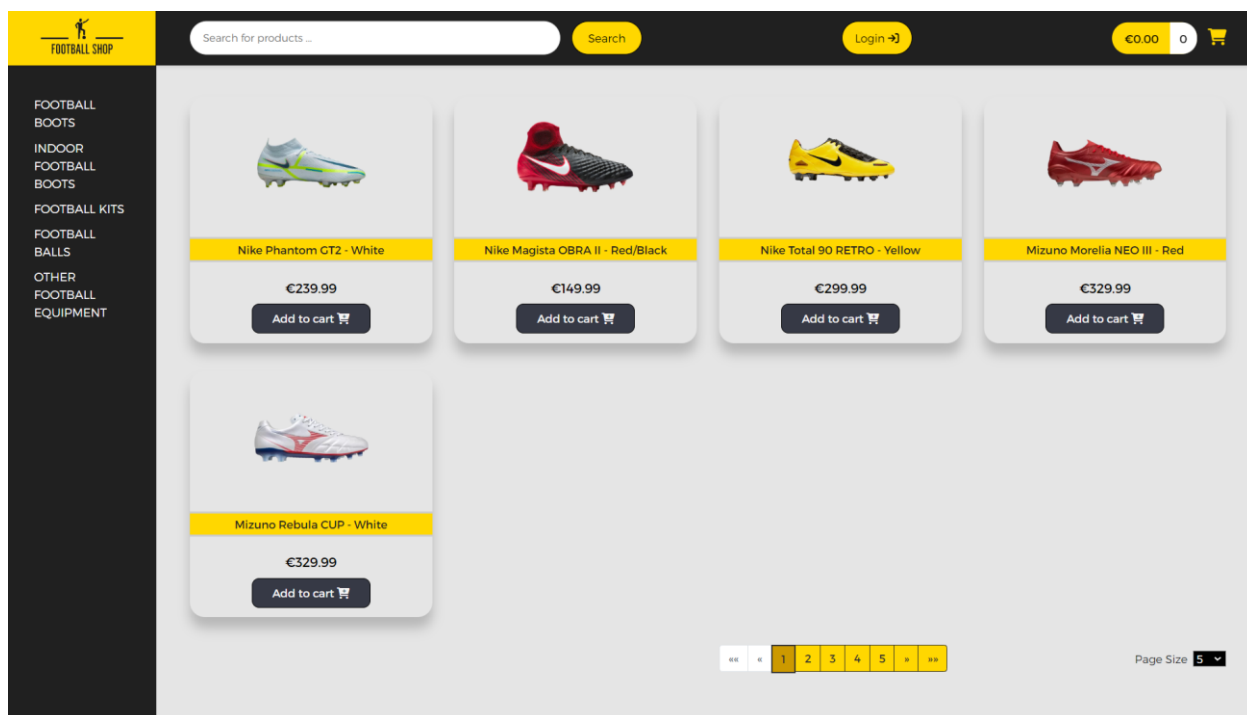 FOOTBALL SHOP
Search for products ...
Search
Login
€0.00
0
FOOTBALL
BOOTS
INDOOR
FOOTBALL
BOOTS
FOOTBALL KITS
FOOTBALL
BALLS
OTHER
FOOTBALL
EQUIPMENT
Nike Phantom GT2 - White
€239.99
Add to cart
Nike Magista OBRA II - Red/Black
€149.99
Add to cart
Nike Total 90 RETRO - Yellow
€299.99
Add to cart
Mizuno Morelia NEO III - Red
€329.99
Add to cart
Mizuno Rebula CUP - White
€329.99
Add to cart
«« « 1 2 3 4 5 » »»
Page Size 5